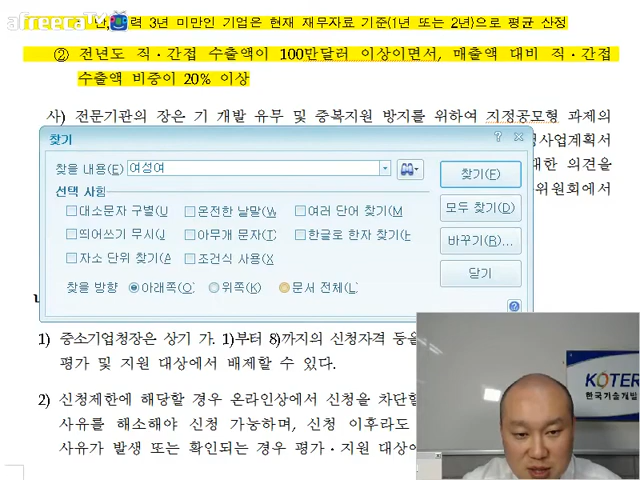 afreecaTV
단, 력 3년 미만인 기업은 현재 재무자료 기준(1년 또는 2년)으로 평균 산정
② 전년도 직·간접 수출액이 100만달러 이상이면서, 매출액 대비 직·간접
수출액 비중이 20% 이상
사) 전문기관의 장은 기 개발 유무 및 중복지원 방지를 위하여 지정공모형 과제의
사업계획서
대한 의견을
위원회에서
찾기
찾을 내용(E) 여성여
찾기(F)
선택 사항
모두 찾기(D)
대소문자 구별(U 온전한 낱말(W 여러 단어 찾기(M
띄어쓰기 무시(J 아무개 문자(T) 한글로 한자 찾기(H
바꾸기(R)...
자소 단위 찾기(A 조건식 사용(X
닫기
찾을 방향 아래쪽(O 위쪽(K) 문서 전체(L
1) 중소기업청장은 상기 가. 1)부터 8)까지의 신청자격 등을
평가 및 지원 대상에서 배제할 수 있다.
2) 신청제한에 해당할 경우 온라인상에서 신청을 차단할
사유를 해소해야 신청 가능하며, 신청 이후라도
사유가 발생 또는 확인되는 경우 평가·지원 대상에
KOTER
한국기술개발